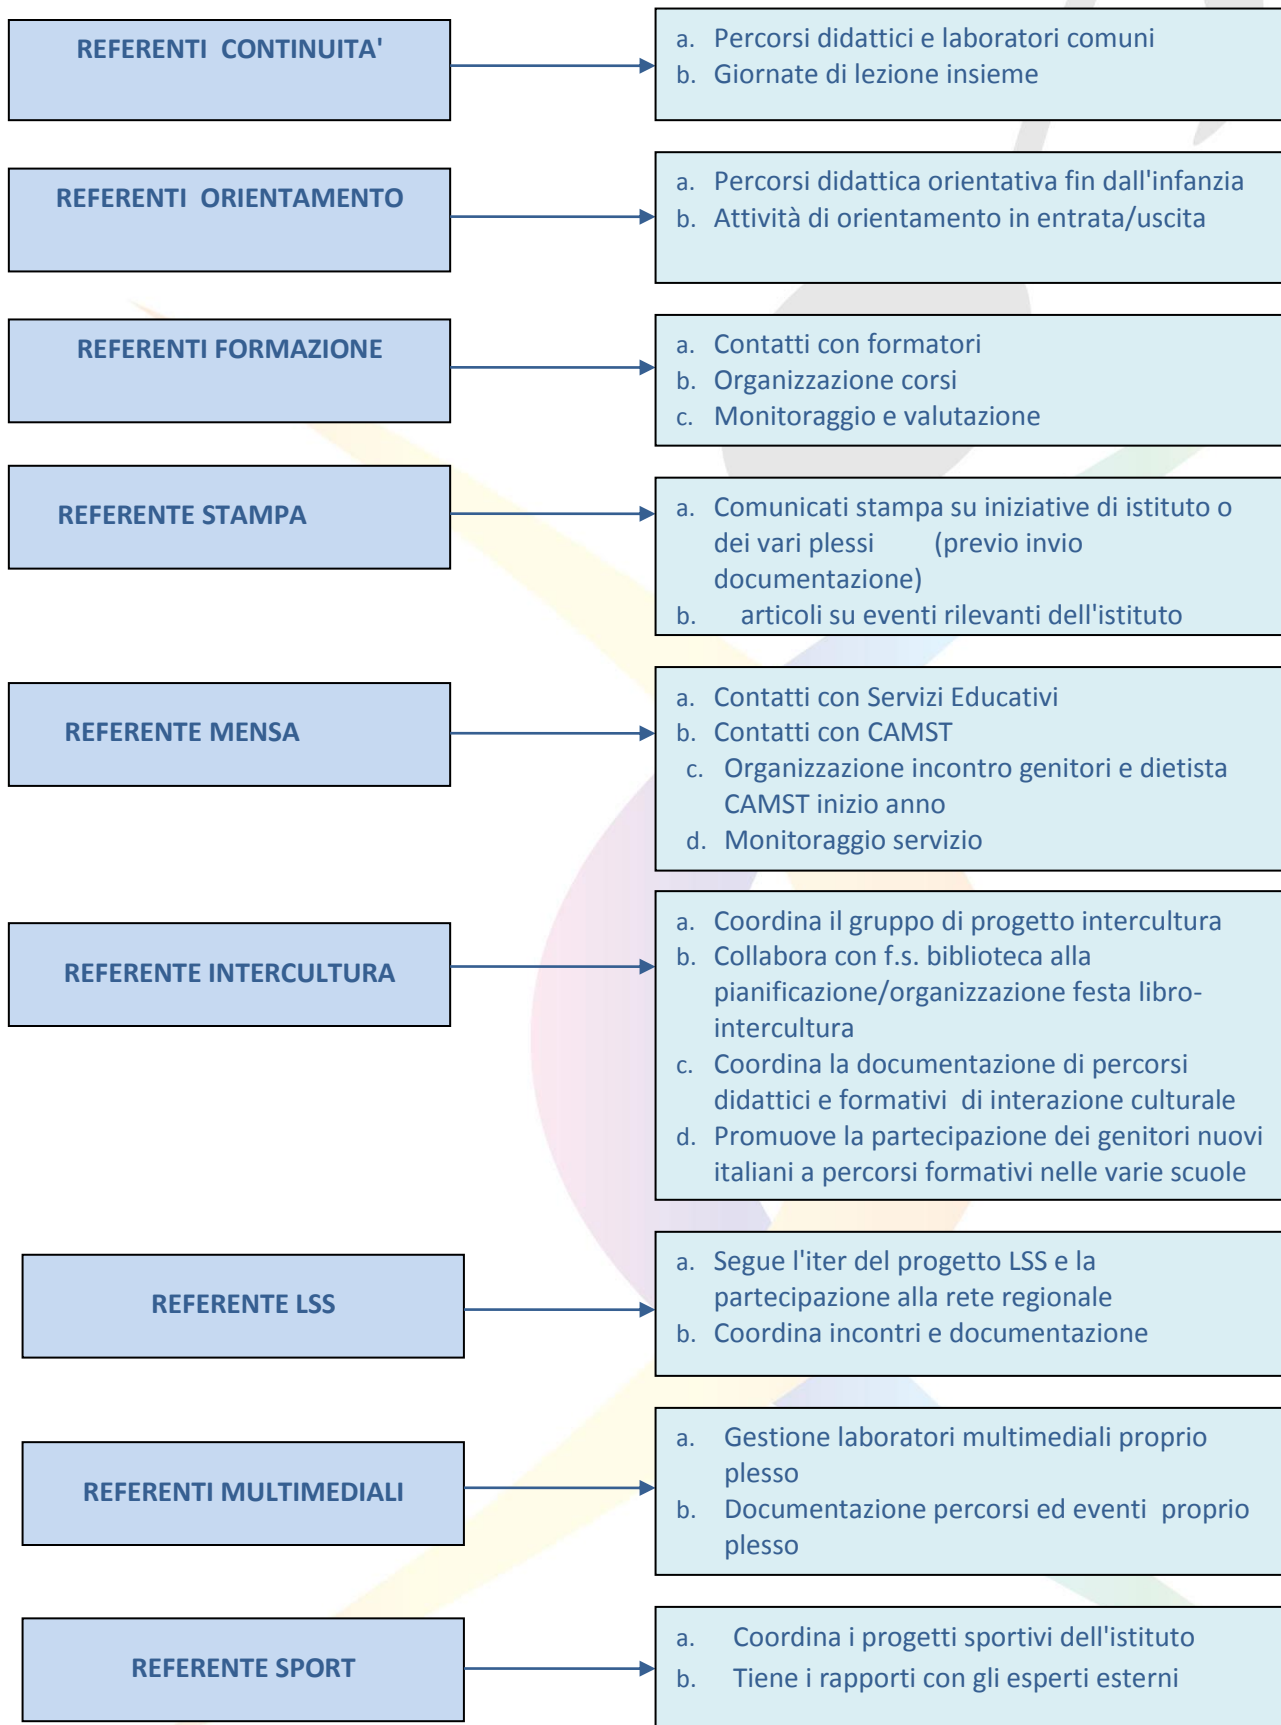 REFERENTI CONTINUITA'
a. Percorsi didattici e laboratori comuni
b. Giornate di lezione insieme
REFERENTI ORIENTAMENTO
a. Percorsi didattica orientativa fin dall'infanzia
b. Attività di orientamento in entrata/uscita
REFERENTI FORMAZIONE
a. Contatti con formatori
b. Organizzazione corsi
c. Monitoraggio e valutazione
REFERENTE STAMPA
a. Comunicati stampa su iniziative di istituto o
dei vari plessi (previo invio
documentazione)
b. articoli su eventi rilevanti dell'istituto
REFERENTE MENSA
a. Contatti con Servizi Educativi
b. Contatti con CAMST
c. Organizzazione incontro genitori e dietista
CAMST inizio anno
d. Monitoraggio servizio
REFERENTE INTERCULTURA
a. Coordina il gruppo di progetto intercultura
b. Collabora con f.s. biblioteca alla
pianificazione/organizzazione festa libro-
intercultura
c. Coordina la documentazione di percorsi
didattici e formativi di interazione culturale
d. Promuove la partecipazione dei genitori nuovi
italiani a percorsi formativi nelle varie scuole
REFERENTE LSS
a. Segue l'iter del progetto LSS e la
partecipazione alla rete regionale
b. Coordina incontri e documentazione
REFERENTI MULTIMEDIALI
a. Gestione laboratori multimediali proprio
plesso
b. Documentazione percorsi ed eventi proprio
plesso
REFERENTE SPORT
a. Coordina i progetti sportivi dell'istituto
b. Tiene i rapporti con gli esperti esterni